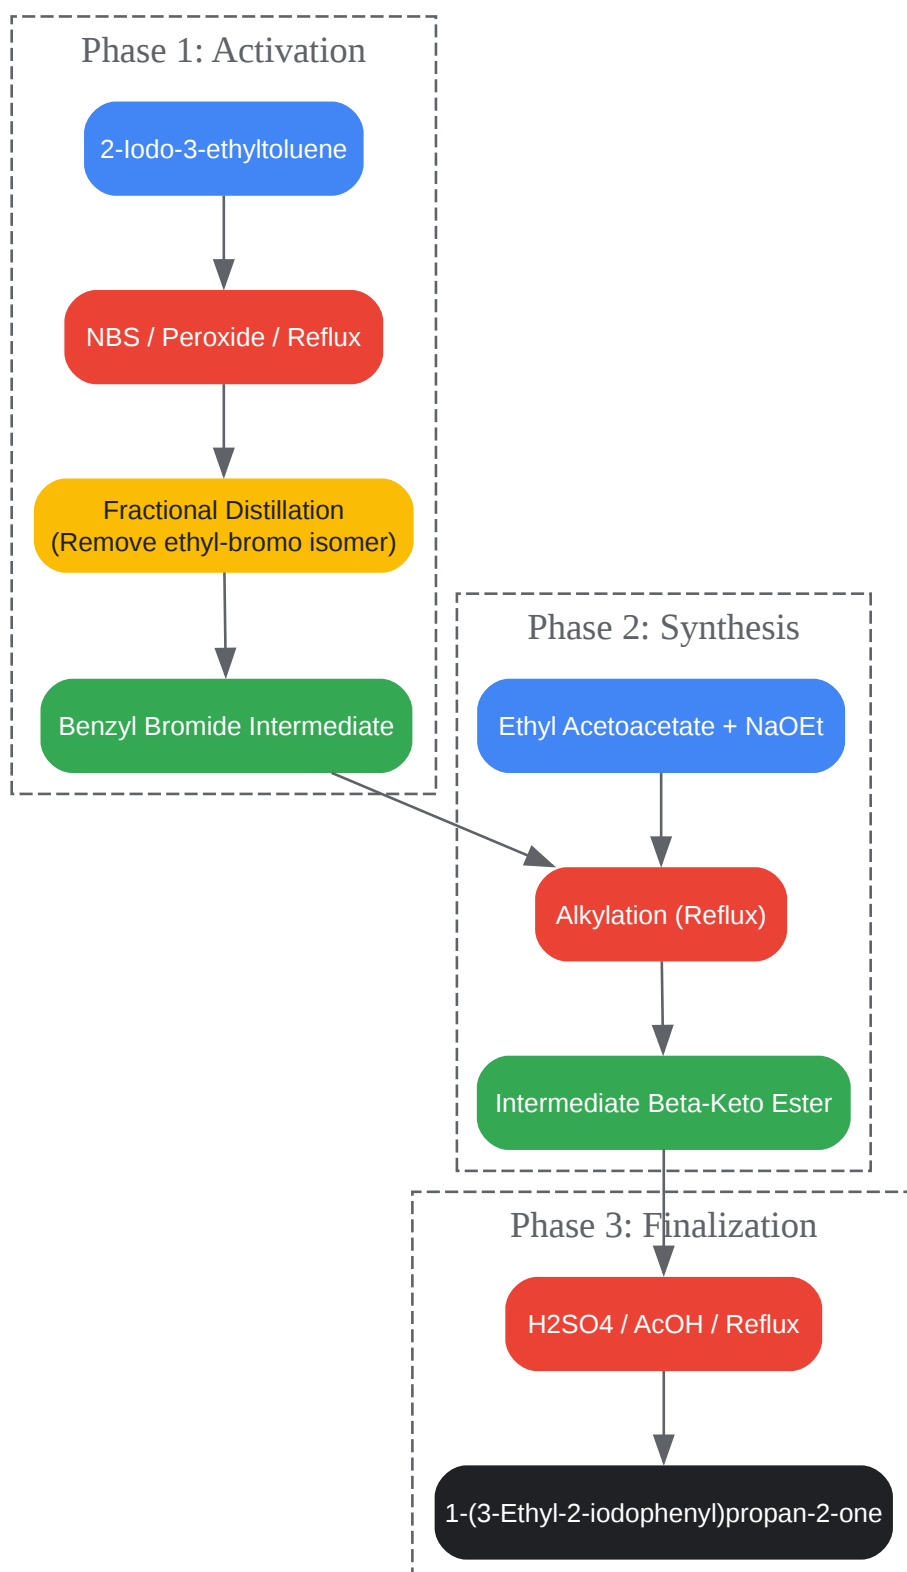 Phase 1: Activation
2-Iodo-3-ethyltoluene
NBS / Peroxide / Reflux
Fractional Distillation
(Remove ethyl-bromo isomer)
Benzyl Bromide Intermediate
Phase 2: Synthesis
Ethyl Acetoacetate + NaOEt
Alkylation (Reflux)
Intermediate Beta-Keto Ester
Phase 3: Finalization
H2SO4 / AcOH / Reflux
1-(3-Ethyl-2-iodophenyl)propan-2-one